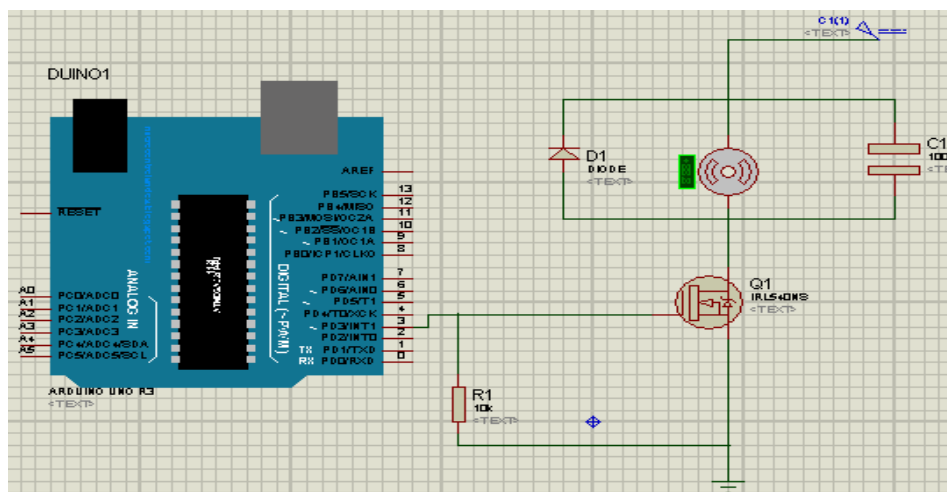 C1(1)
<TEXT>
DUINO1
D1
DIODE
<TEXT>
C1
100
<T
AREF
RESET
PB5/SCK 13
PB4/MISO 12
~PB3/MOSI/OC2A 11
~PB2/SS/OC1B 10
~PB1/OC1A 9
PB0/ICP1/CLKO 8
PD7/AIN1 7
~PD6/AIN0 6
~PD5/T1 5
PD4/T0/XCK 4
~PD3/INT1 3
PD2/INT0 2
TX PD1/TXD 1
RX PD0/RXD 0
DIGITAL (~PWM)
ANALOG IN
A0 PC0/ADC0
A1 PC1/ADC1
A2 PC2/ADC2
A3 PC3/ADC3
A4 PC4/ADC4/SDA
A5 PC5/ADC5/SCL
ARDUINO UNO R3
<TEXT>
Q1
IRL540NS
<TEXT>
R1
10k
<TEXT>